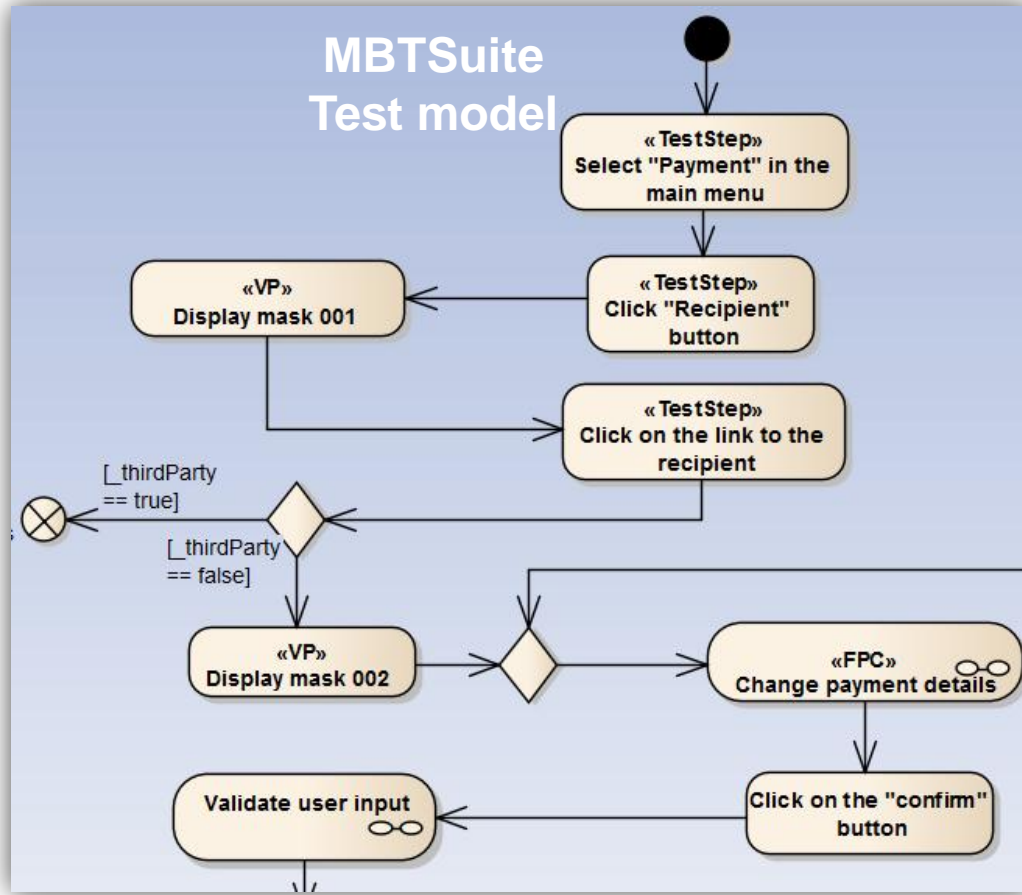 MBTSuite
Test model
«TestStep»
Select "Payment" in the
main menu
«VP»
Display mask 001
«TestStep»
Click "Recipient"
button
«TestStep»
Click on the link to the
recipient
[_thirdParty
== true]
[_thirdParty
== false]
«VP»
Display mask 002
«FPC»
Change payment details
Validate user input
Click on the "confirm"
button